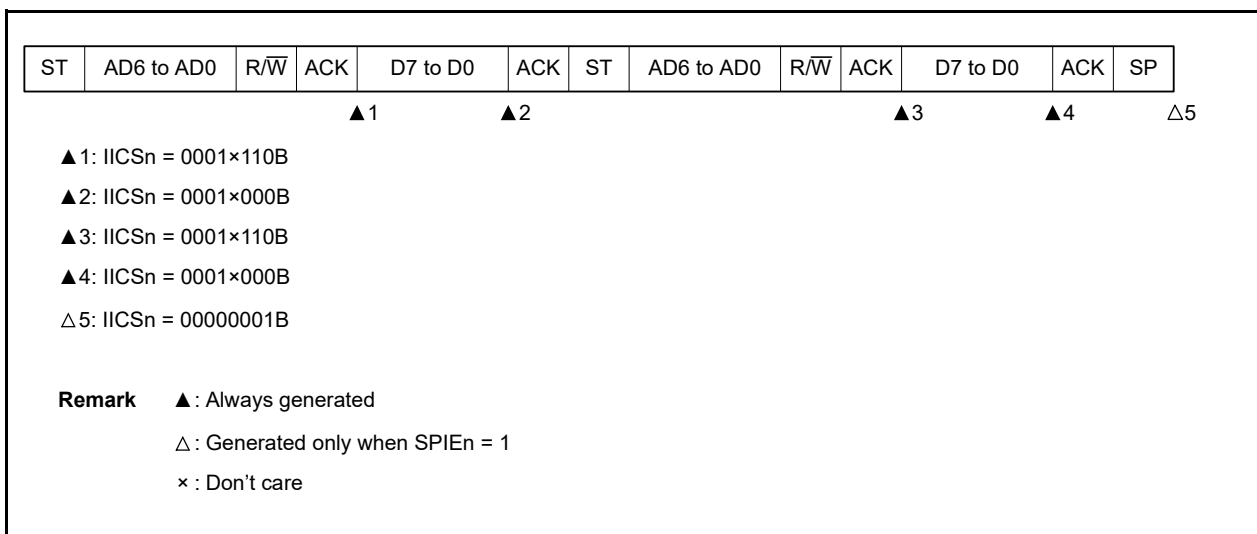 ST AD6 to AD0 R/W̅ ACK D7 to D0 ACK ST AD6 to AD0 R/W̅ ACK D7 to D0 ACK SP
▲1 ▲2 ▲3 ▲4 △5
▲1: IICSn = 0001×110B
▲2: IICSn = 0001×000B
▲3: IICSn = 0001×110B
▲4: IICSn = 0001×000B
△5: IICSn = 00000001B
Remark ▲: Always generated
△: Generated only when SPIEn = 1
×: Don’t care